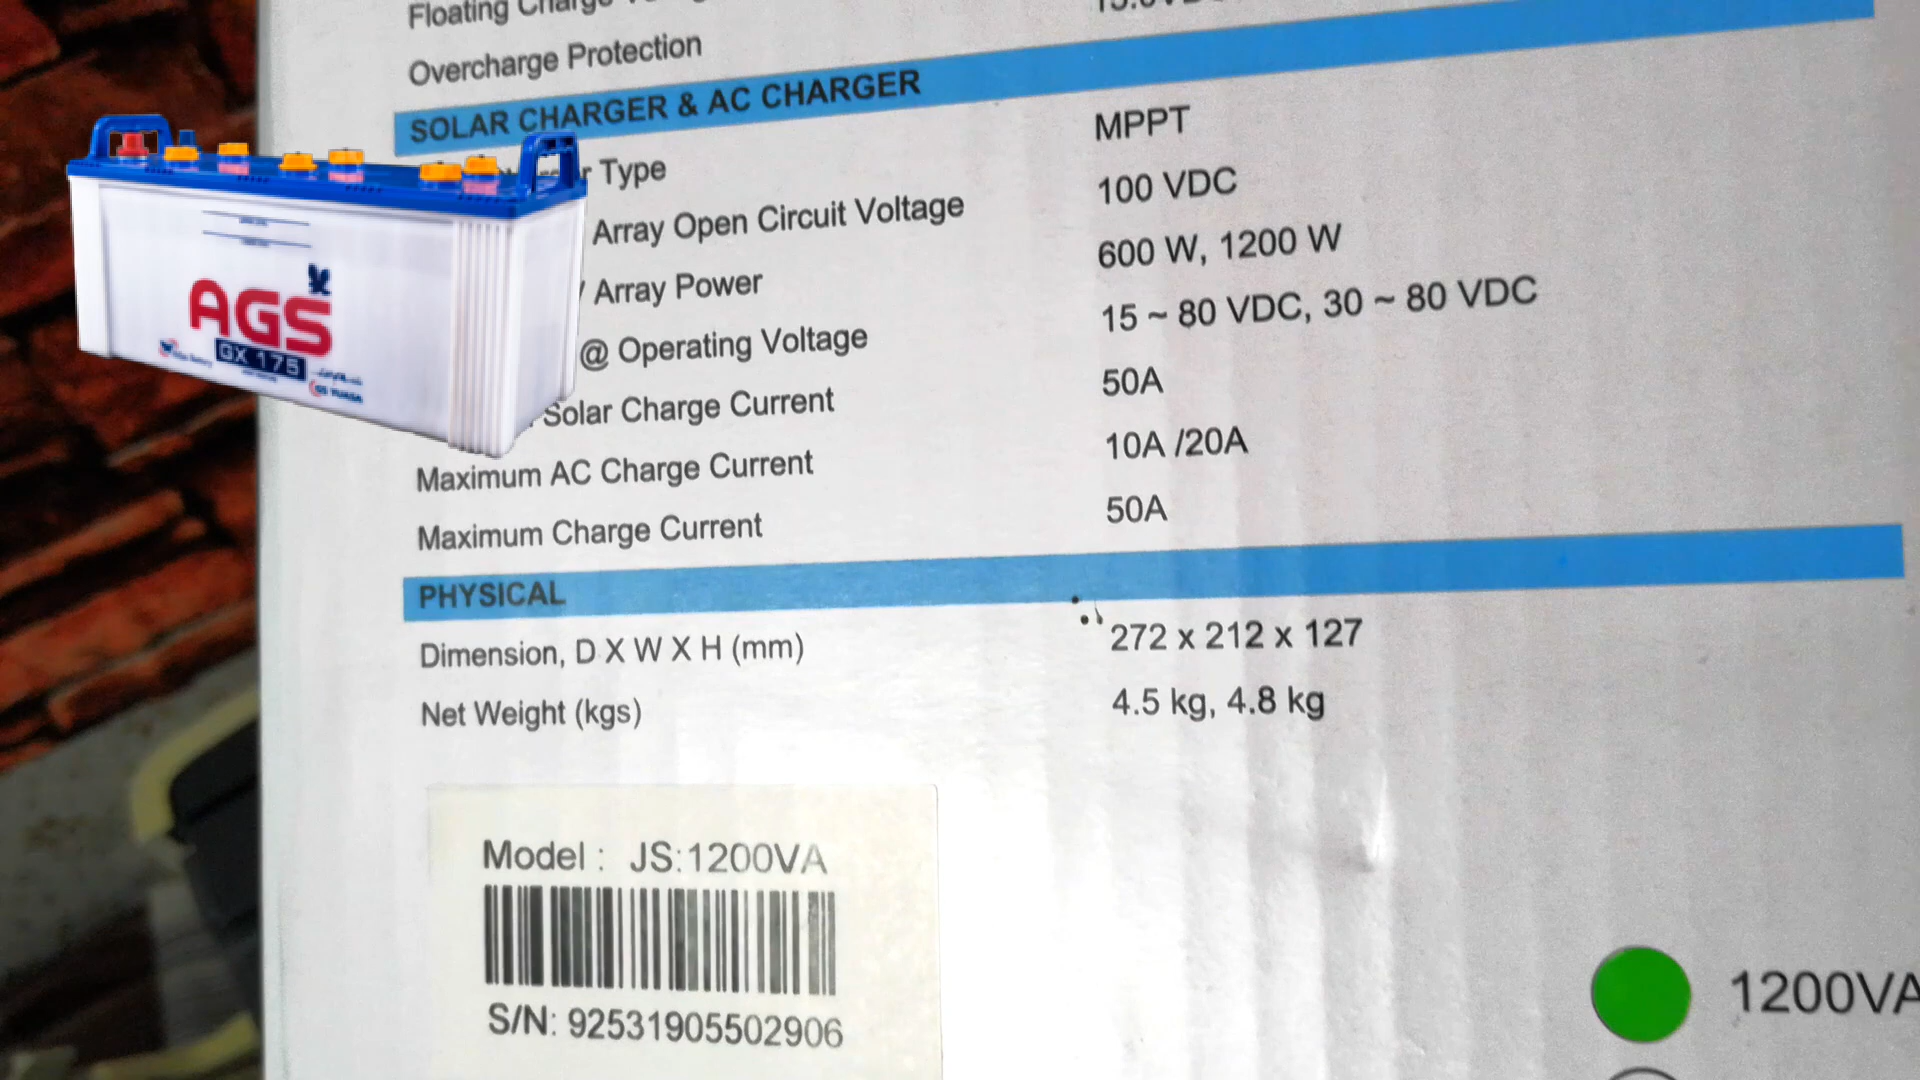 Floating Charge
Overcharge Protection
SOLAR CHARGER & AC CHARGER
Type MPPT
Array Open Circuit Voltage 100 VDC
Array Power 600 W, 1200 W
@ Operating Voltage 15 ~ 80 VDC, 30 ~ 80 VDC
Solar Charge Current 50A
Maximum AC Charge Current 10A /20A
Maximum Charge Current 50A
PHYSICAL
Dimension, D X W X H (mm) 272 x 212 x 127
Net Weight (kgs) 4.5 kg, 4.8 kg
Model : JS:1200VA
S/N: 92531905502906
1200VA
AGS
GX 175